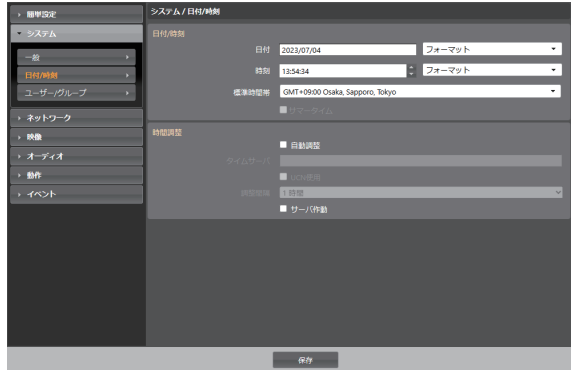 簡単設定
システム
一般
日付/時刻
ユーザー/グループ
ネットワーク
映像
オーディオ
動作
イベント
システム / 日付/時刻
日付/時刻
日付 2023/07/04 フォーマット
時刻 13:54:34 フォーマット
標準時間帯 GMT+09:00 Osaka, Sapporo, Tokyo
サマータイム
時間調整
自動調整
タイムサーバ
調整間隔 1 時間
サーバ作動
保存